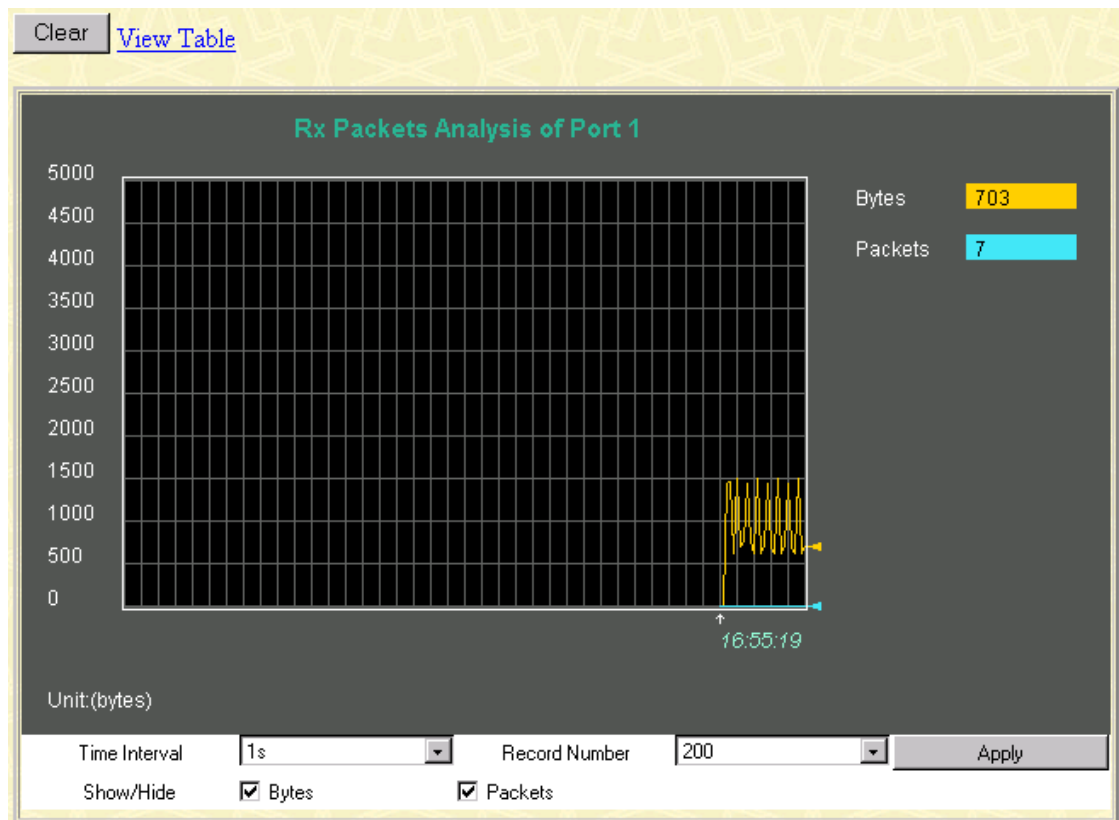 Clear View Table
Rx Packets Analysis of Port 1
5000
4500
4000
3500
3000
2500
2000
1500
1000
500
0
Bytes 703
Packets 7
16:55:19
Unit:(bytes)
Time Interval 1s Record Number 200 Apply
Show/Hide Bytes Packets